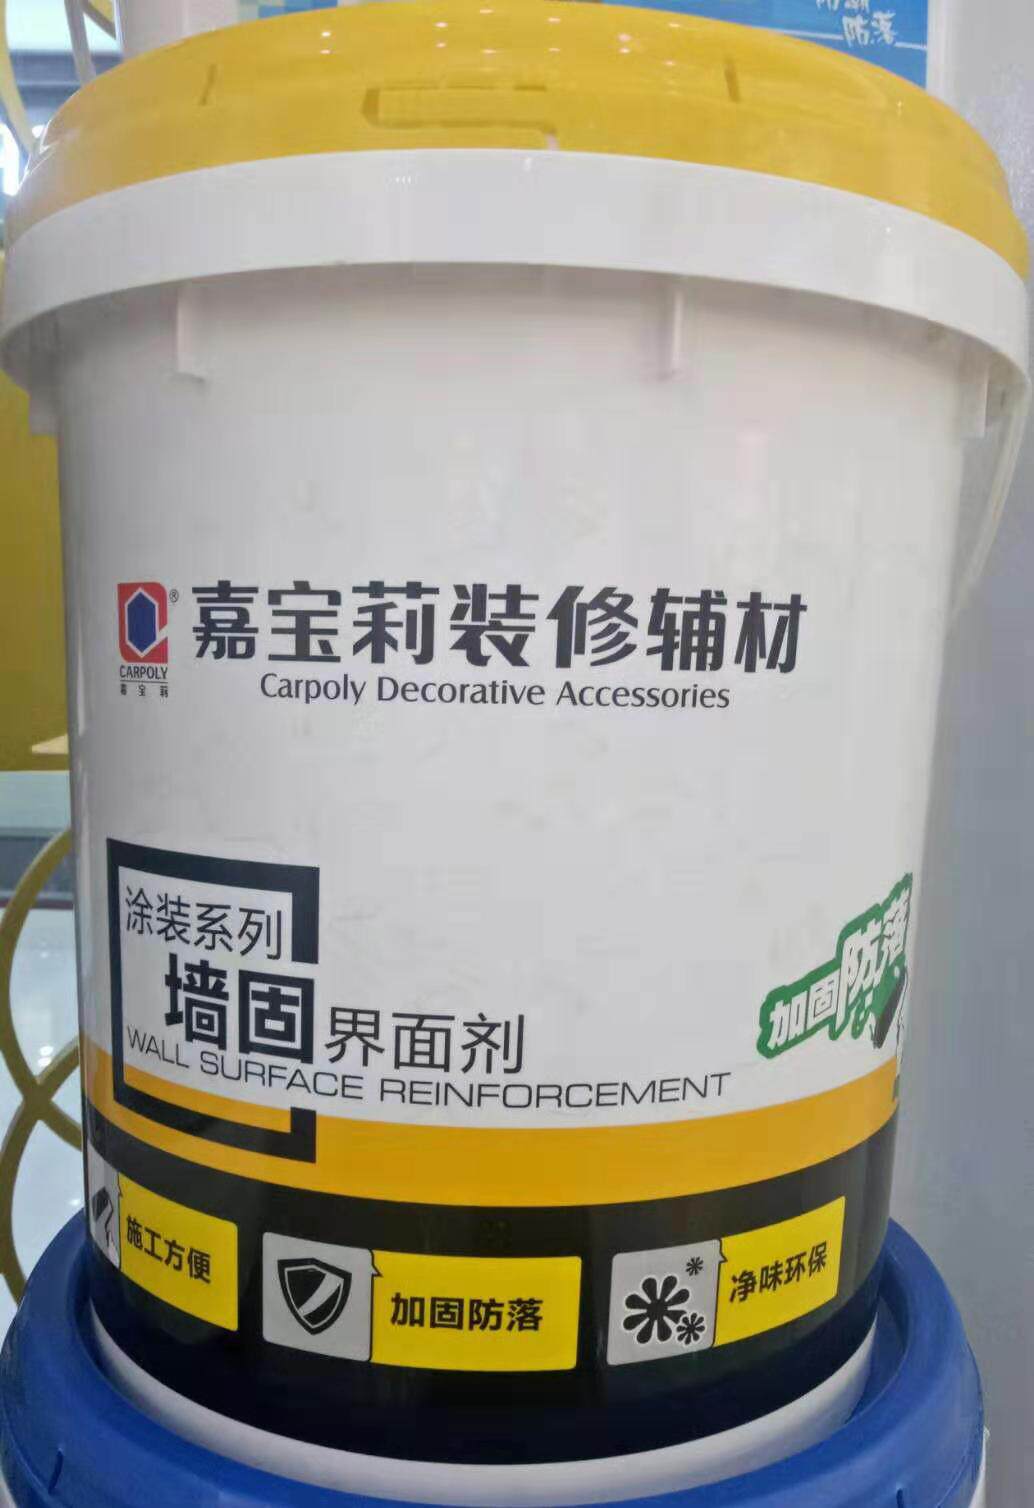 防潮
防落
嘉宝莉装修辅材
®
CARPOLY
嘉宝莉
Carpoly Decorative Accessories
涂装系列
墙固界面剂
WALL SURFACE REINFORCEMENT
加固防落
施工方便
加固防落
净味环保